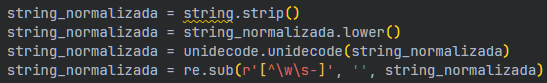 string_normalizada = string.strip()
string_normalizada = string_normalizada.lower()
string_normalizada = unidecode.unidecode(string_normalizada)
string_normalizada = re.sub(r'[^\w\s-]', '', string_normalizada)